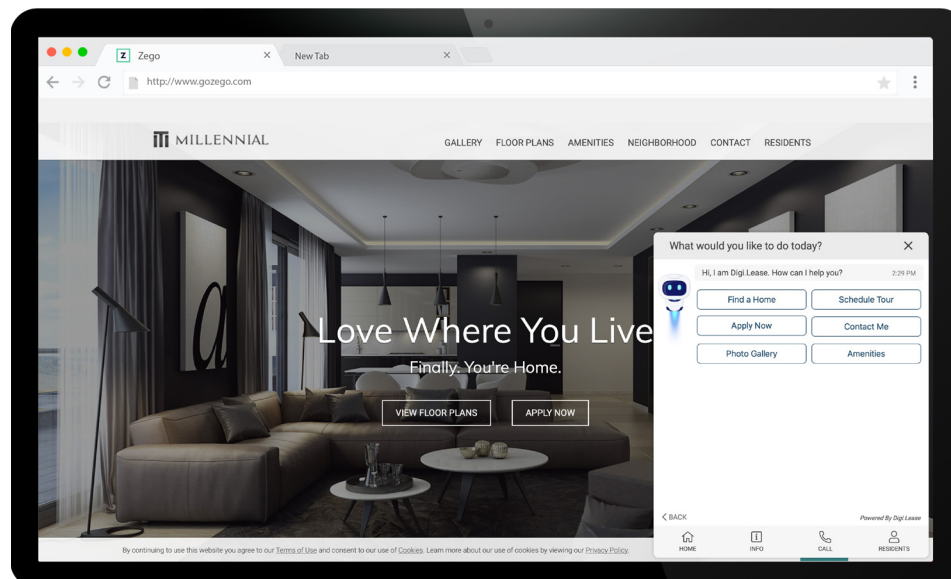 Zego
New Tab
http://www.gozego.com
MILLENNIAL
GALLERY FLOOR PLANS AMENITIES NEIGHBORHOOD CONTACT RESIDENTS
Love Where You Live
Finally. You're Home.
VIEW FLOOR PLANS APPLY NOW
By continuing to use this website you agree to our Terms of Use and consent to our use of Cookies. Learn more about our use of cookies by viewing our Privacy Policy.
What would you like to do today?
Hi, I am Digi.Lease. How can I help you? 2:29 PM
Find a Home Schedule Tour
Apply Now Contact Me
Photo Gallery Amenities
< BACK Powered By Digi Lease
HOME INFO CALL RESIDENTS